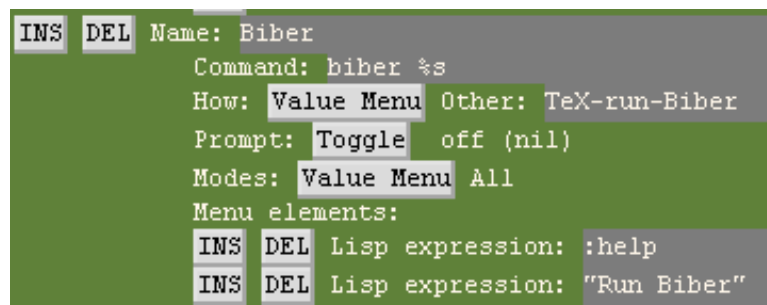 INS DEL Name: Biber
Command: biber %s
How: Value Menu Other: TeX-run-Biber
Prompt: Toggle off (nil)
Modes: Value Menu All
Menu elements:
INS DEL Lisp expression: :help
INS DEL Lisp expression: "Run Biber"